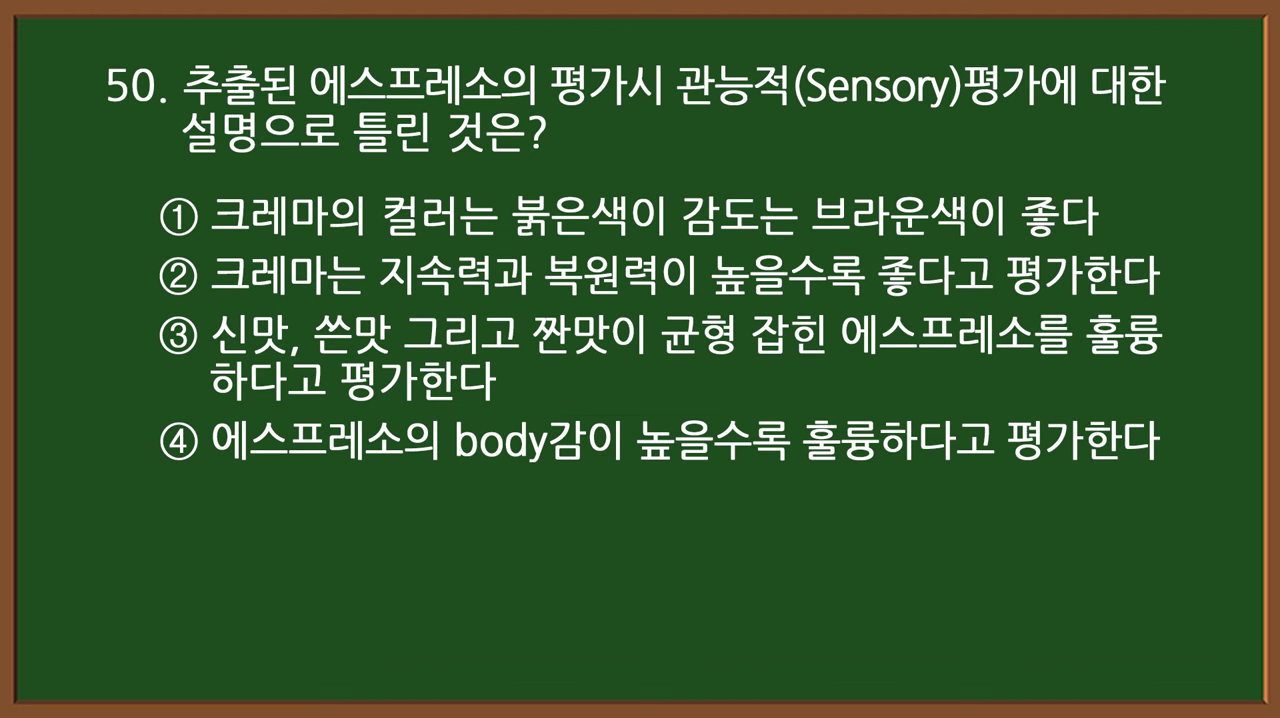 50. 추출된 에스프레소의 평가시 관능적(Sensory)평가에 대한
설명으로 틀린 것은?
① 크레마의 컬러는 붉은색이 감도는 브라운색이 좋다
② 크레마는 지속력과 복원력이 높을수록 좋다고 평가한다
③ 신맛, 쓴맛 그리고 짠맛이 균형 잡힌 에스프레소를 훌륭
하다고 평가한다
④ 에스프레소의 body감이 높을수록 훌륭하다고 평가한다